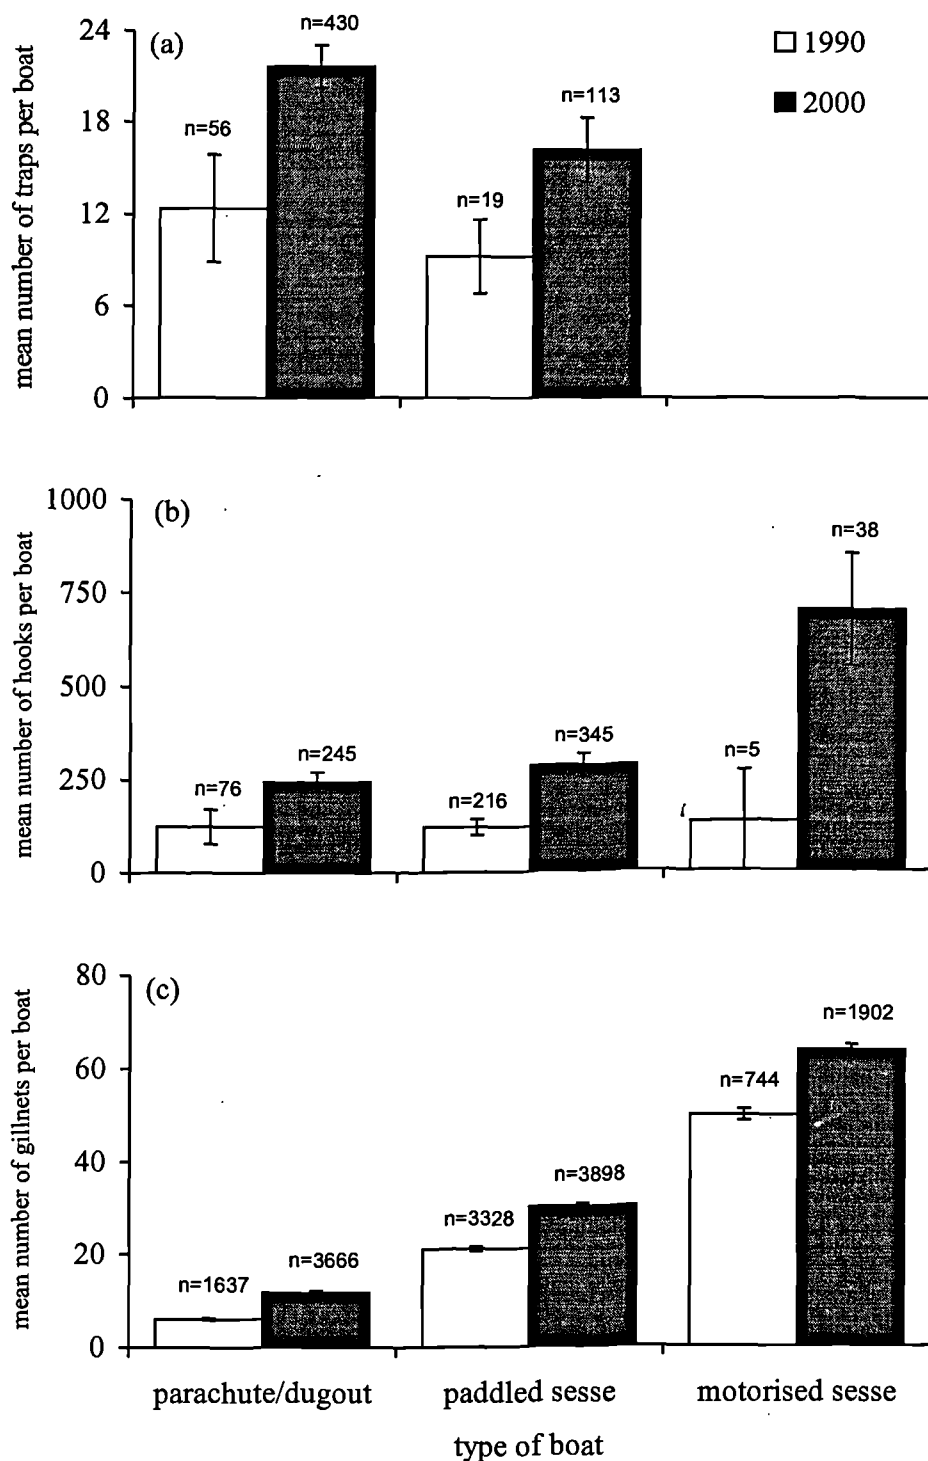 mean number of traps per boat
24
18
12
6
0
(a)
n=56
n=430
n=19
n=113
1990
2000
mean number of hooks per boat
1000
750
500
250
0
(b)
n=76
n=245
n=216
n=345
n=5
n=38
mean number of gillnets per boat
80
60
40
20
0
(c)
n=1637
n=3666
n=3328
n=3898
n=744
n=1902
parachute/dugout
paddled sesse
motorised sesse
type of boat